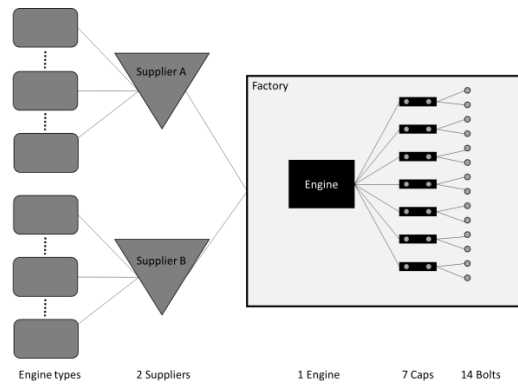 Supplier A
Factory
Engine
Supplier B
Engine types
2 Suppliers
1 Engine
7 Caps
14 Bolts